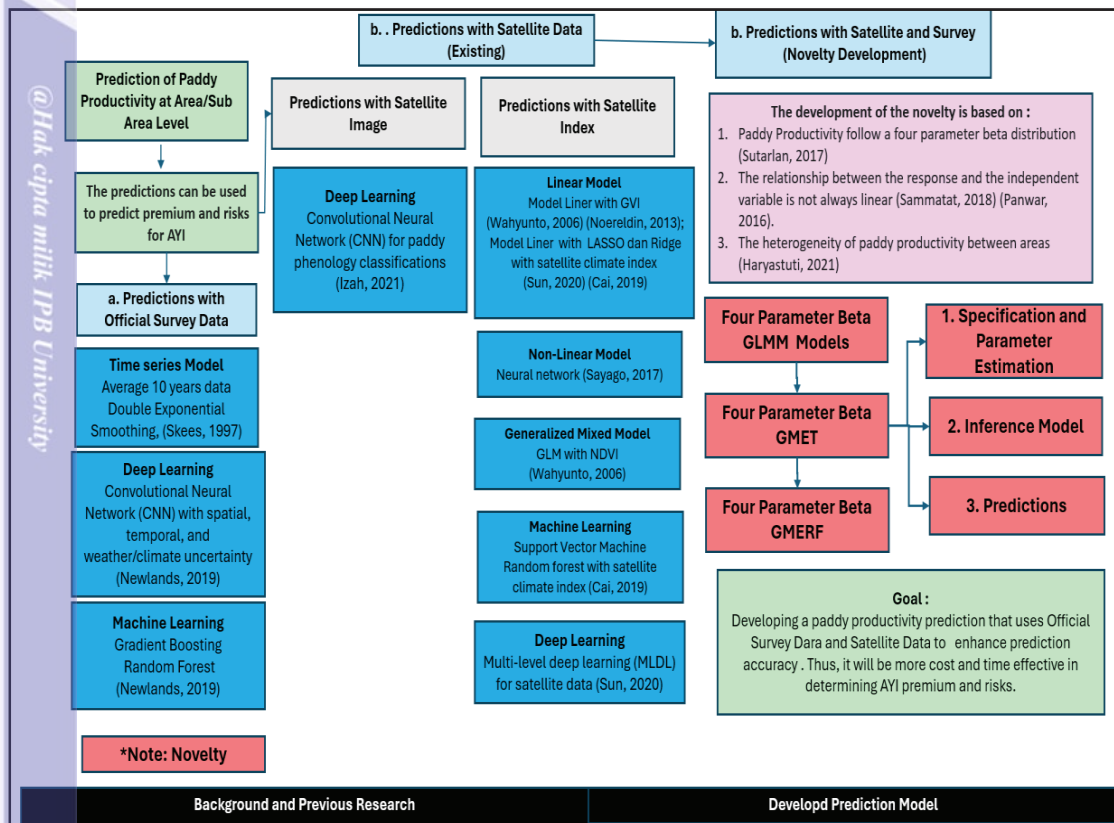 @Hak cipta milik IPB University
b. . Predictions with Satellite Data
(Existing)
b. Predictions with Satellite and Survey
(Novelty Development)
Prediction of Paddy
Productivity at Area/Sub
Area Level
The predictions can be used
to predict premium and risks
for AYI
a. Predictions with
Official Survey Data
Time series Model
Average 10 years data
Double Exponential
Smoothing, (Skees, 1997)
Deep Learning
Convolutional Neural
Network (CNN) with spatial,
temporal, and
weather/climate uncertainty
(Newlands, 2019)
Machine Learning
Gradient Boosting
Random Forest
(Newlands, 2019)
*Note: Novelty
Predictions with Satellite
Image
Deep Learning
Convolutional Neural
Network (CNN) for paddy
phenology classifications
(Izah, 2021)
Predictions with Satellite
Index
Linear Model
Model Liner with GVI
(Wahyunto, 2006) (Noereldin, 2013);
Model Liner with LASSO dan Ridge
with satellite climate index
(Sun, 2020) (Cai, 2019)
Non-Linear Model
Neural network (Sayago, 2017)
Generalized Mixed Model
GLM with NDVI
(Wahyunto, 2006)
Machine Learning
Support Vector Machine
Random forest with satellite
climate index (Cai, 2019)
Deep Learning
Multi-level deep learning (MLDL)
for satellite data (Sun, 2020)
The development of the novelty is based on :
1. Paddy Productivity follow a four parameter beta distribution
(Sutarlan, 2017)
2. The relationship between the response and the independent
variable is not always linear (Sammatat, 2018) (Panwar,
2016).
3. The heterogeneity of paddy productivity between areas
(Haryastuti, 2021)
Four Parameter Beta
GLMM Models
Four Parameter Beta
GMET
Four Parameter Beta
GMERF
1. Specification and
Parameter
Estimation
2. Inference Model
3. Predictions
Goal :
Developing a paddy productivity prediction that uses Official
Survey Dara and Satellite Data to enhance prediction
accuracy . Thus, it will be more cost and time effective in
determining AYI premium and risks.
Background and Previous Research
Developd Prediction Model